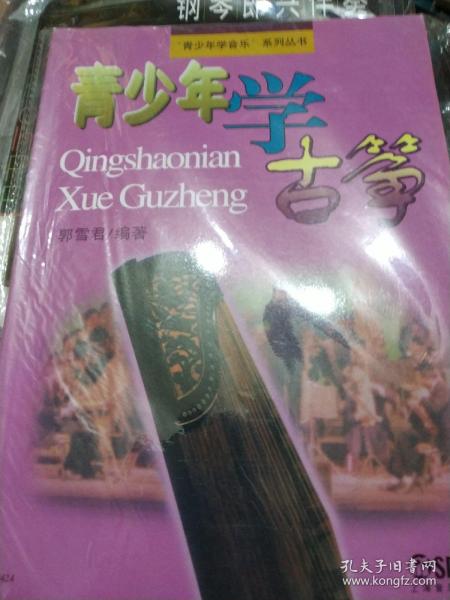 "青少年学音乐"系列丛书
青少年学古筝
Qingshaonian
Xue Guzheng
郭雪君/编著
孔夫子旧书网
www.kongfz.com